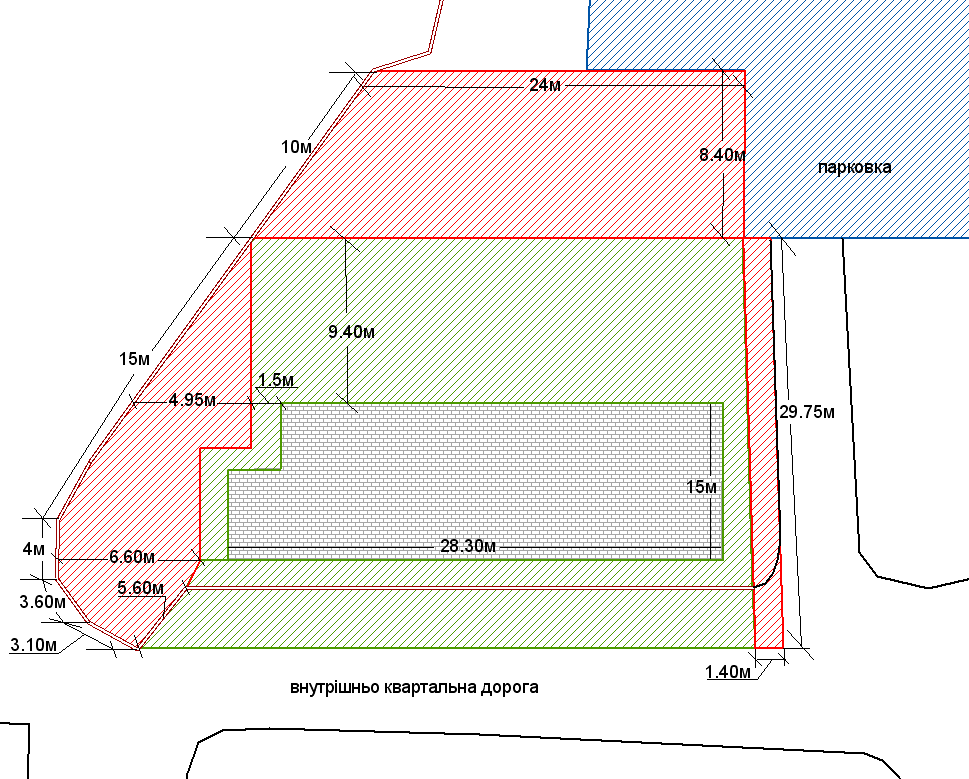 24м
10м
8.40м
парковка
9.40м
15м
1.5м
4.95м
29.75м
15м
28.30м
4м
6.60м
5.60м
3.60м
3.10м
1.40м
внутрішньо квартальна дорога